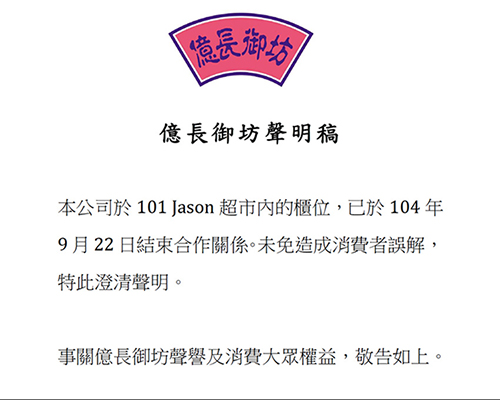 億長御坊
億長御坊聲明稿
本公司於 101 Jason 超市內的櫃位，已於 104 年
9 月 22 日結束合作關係。未免造成消費者誤解，
特此澄清聲明。
事關億長御坊聲譽及消費大眾權益，敬告如上。